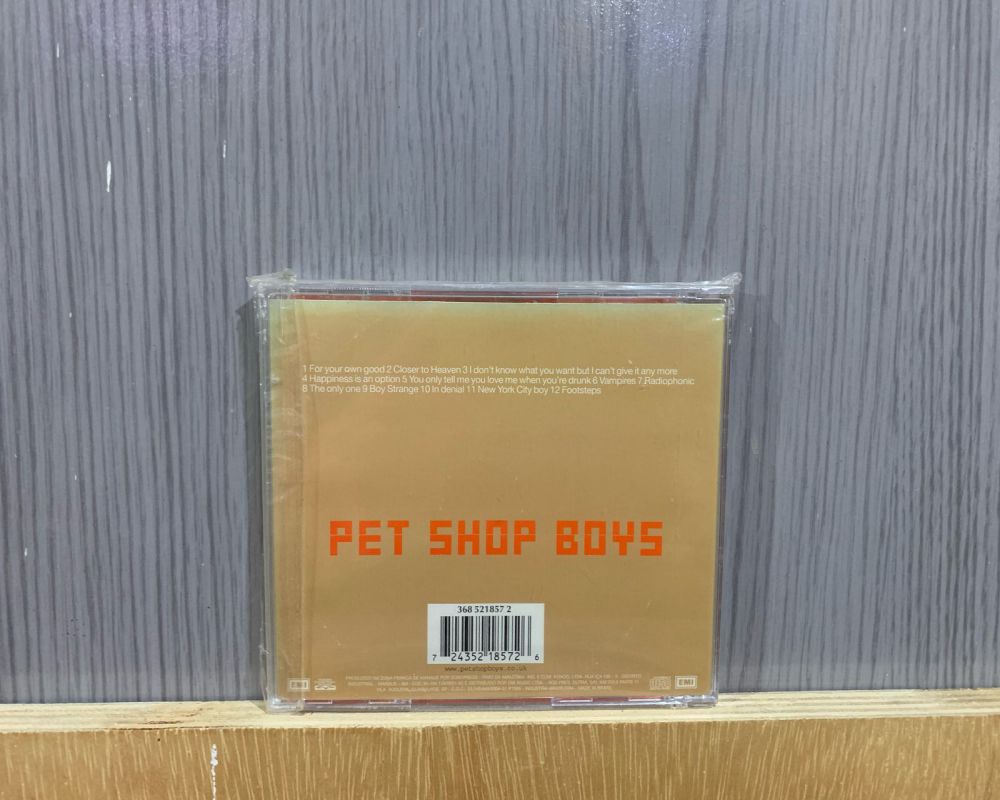 1 For your own good 2 Closer to Heaven 3 I don't know what you want but I can't give it any more
4 Happiness is an option 5 You only tell me you love me when you're drunk 6 Vampires 7 Radiophonic
8 The only one 9 Boy Strange 10 In denial 11 New York City boy 12 Footsteps
PET SHOP BOYS
368 521857 2
7 24352 18572 6
www.petshopboys.co.uk
EMI
EMI